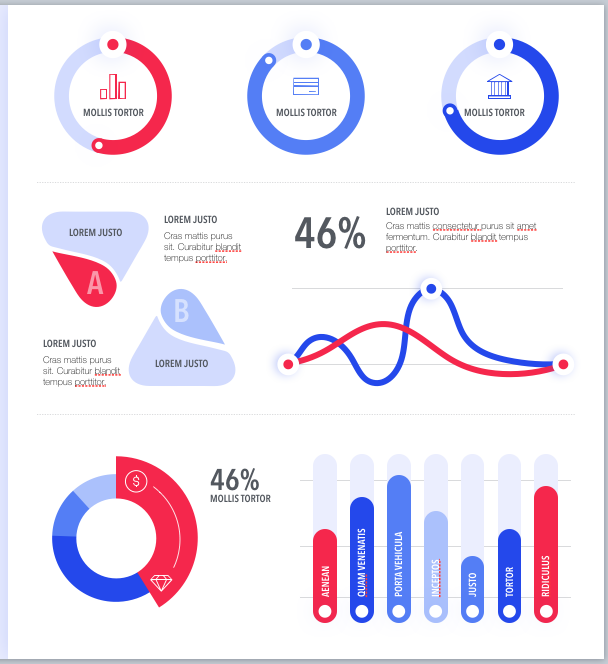 MOLLIS TORTOR
MOLLIS TORTOR
MOLLIS TORTOR
LOREM JUSTO
A
LOREM JUSTO
Cras mattis purus
sit. Curabitur blandit
tempus porttitor.
46%
LOREM JUSTO
Cras mattis consectetur purus sit amet
fermentum. Curabitur blandit tempus
porttitor.
B
LOREM JUSTO
LOREM JUSTO
Cras mattis purus
sit. Curabitur blandit
tempus porttitor.
$
46%
MOLLIS TORTOR
AENEAN
QUAM VENENATIS
PORTA VEHICULA
INCEPTOS
JUSTO
TORTOR
RIDICULUS